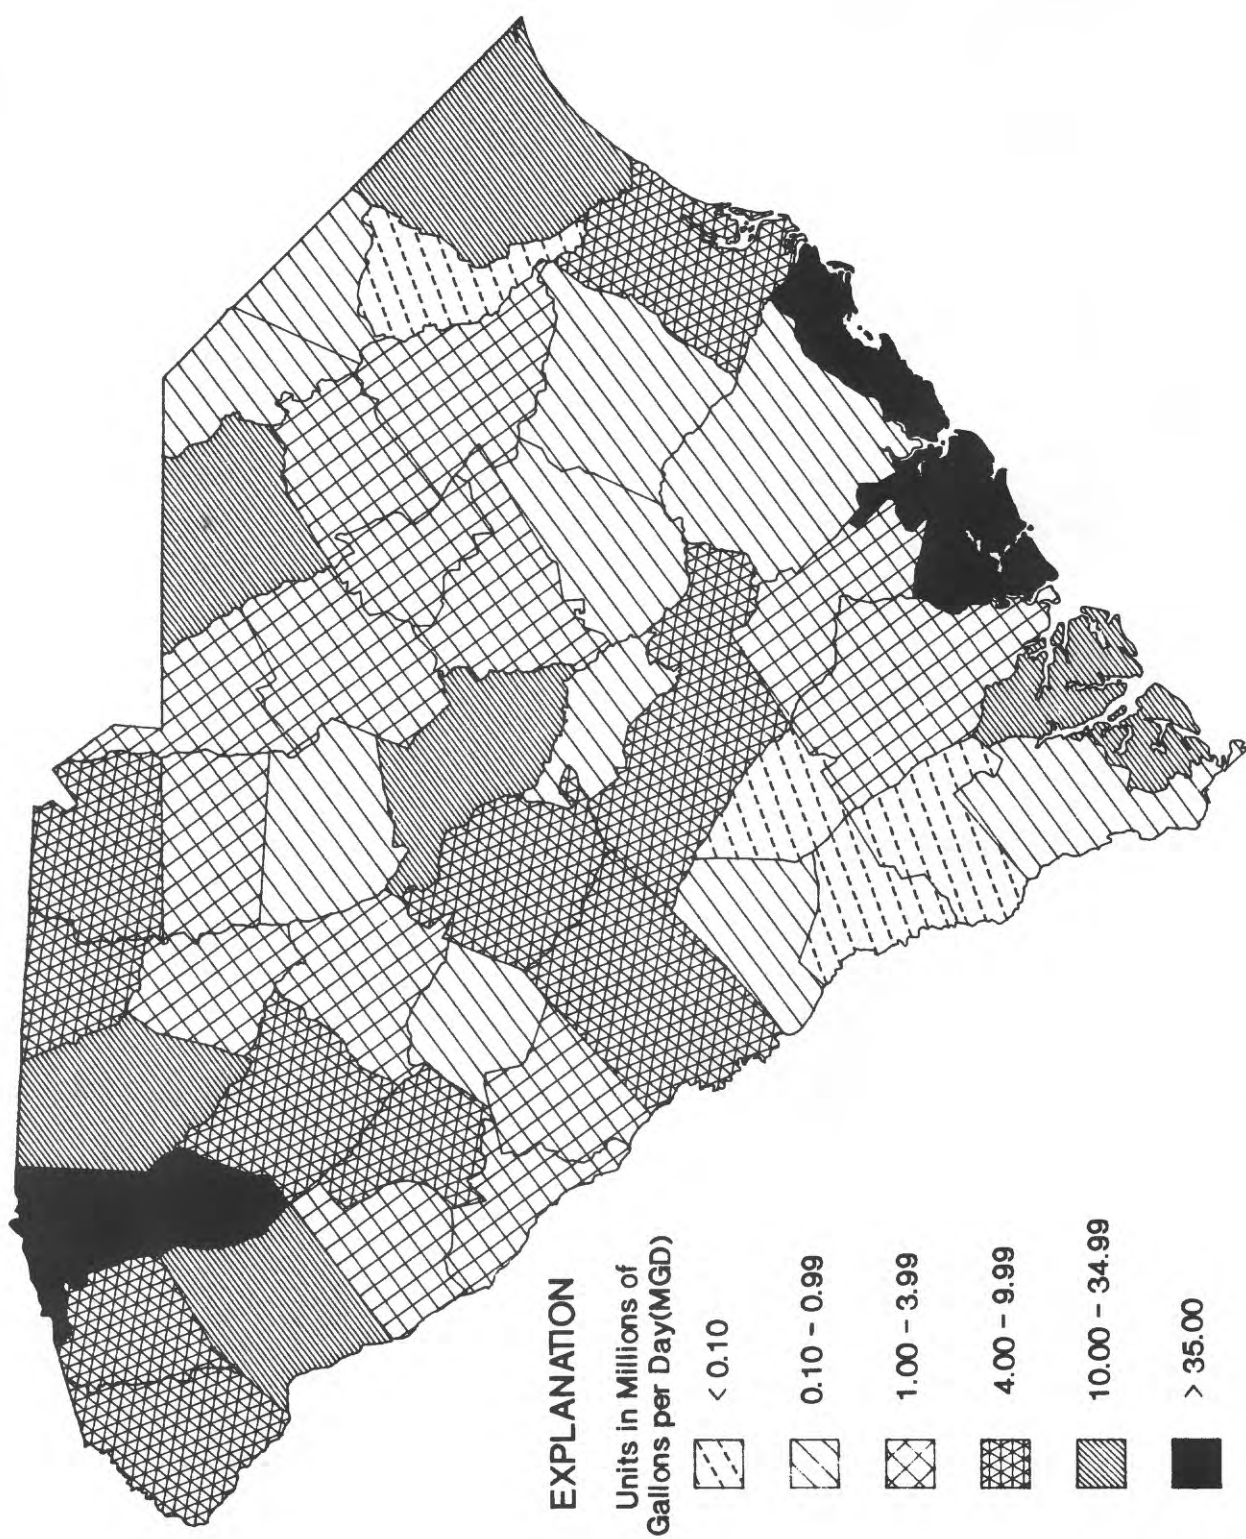 EXPLANATION
Units in Millions of
Gallons per Day(MGD)
< 0.10
0.10 – 0.99
1.00 – 3.99
4.00 – 9.99
10.00 – 34.99
> 35.00